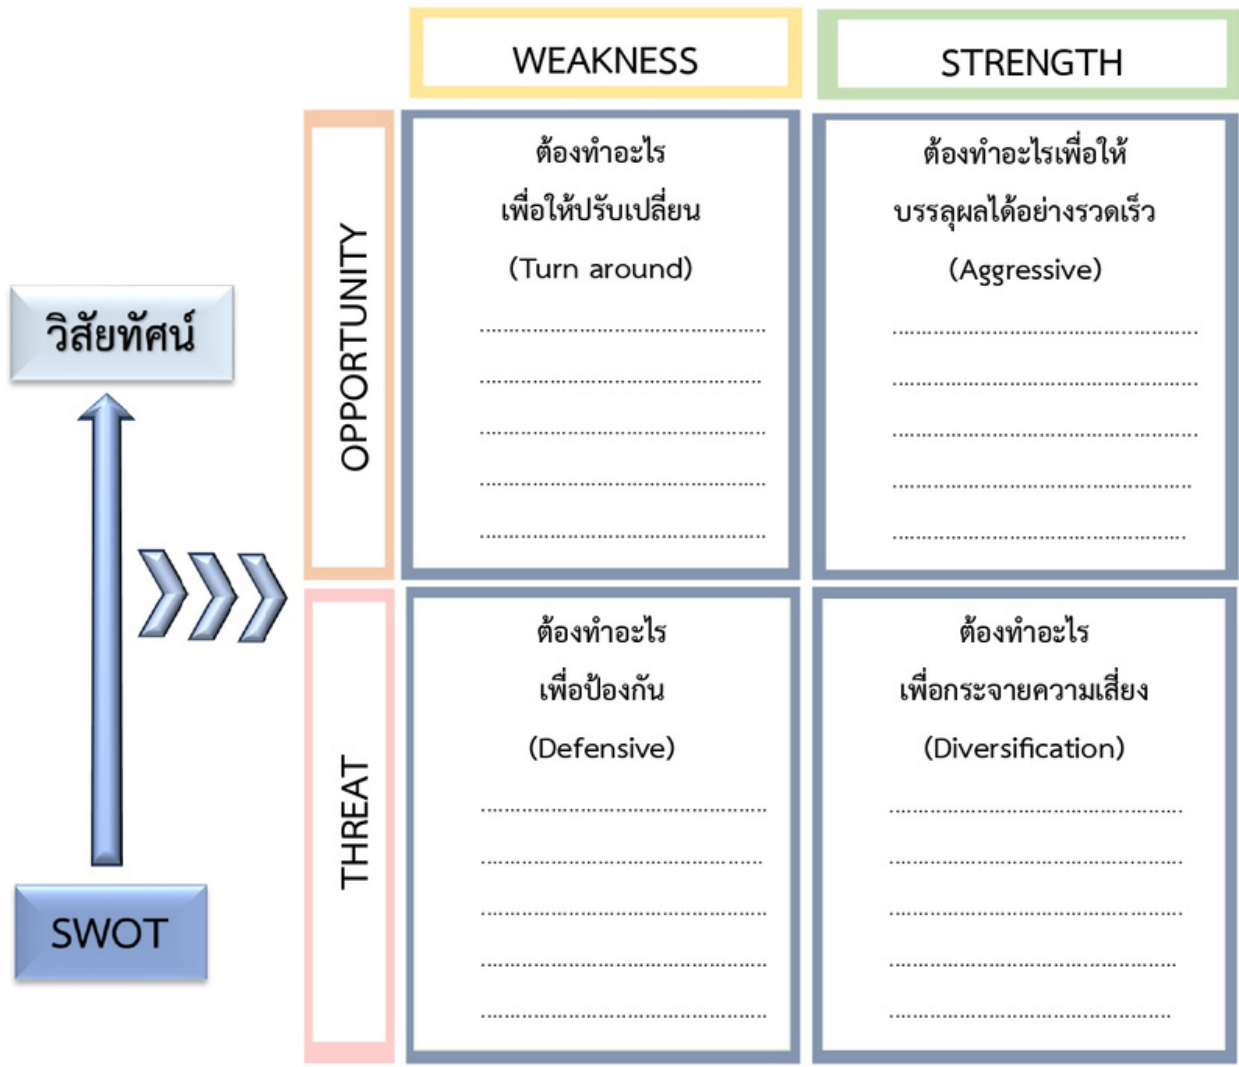 WEAKNESS
STRENGTH
OPPORTUNITY
ต้องทำอะไร
เพื่อให้ปรับเปลี่ยน
(Turn around)
ต้องทำอะไรเพื่อให้
บรรลุผลได้อย่างรวดเร็ว
(Aggressive)
วิสัยทัศน์
THREAT
ต้องทำอะไร
เพื่อป้องกัน
(Defensive)
ต้องทำอะไร
เพื่อกระจายความเสี่ยง
(Diversification)
SWOT